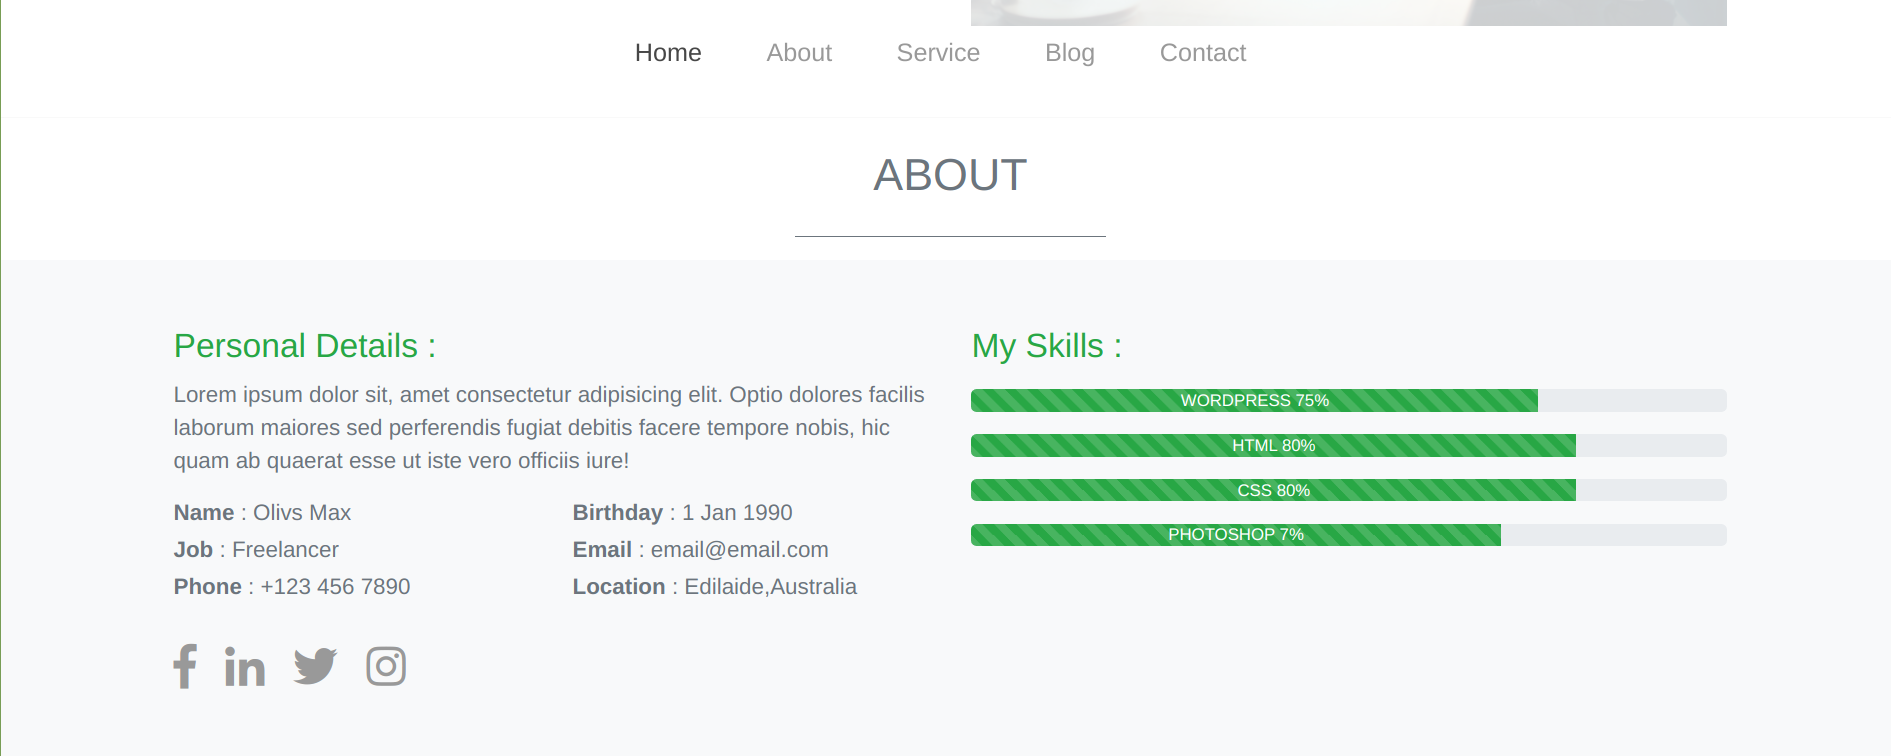 Home About Service Blog Contact
ABOUT
Personal Details :
Lorem ipsum dolor sit, amet consectetur adipisicing elit. Optio dolores facilis
laborum maiores sed perferendis fugiat debitis facere tempore nobis, hic
quam ab quaerat esse ut iste vero officiis iure!
Name : Olivs Max
Birthday : 1 Jan 1990
Job : Freelancer
Email : email@email.com
Phone : +123 456 7890
Location : Edilaide,Australia
My Skills :
WORDPRESS 75%
HTML 80%
CSS 80%
PHOTOSHOP 7%